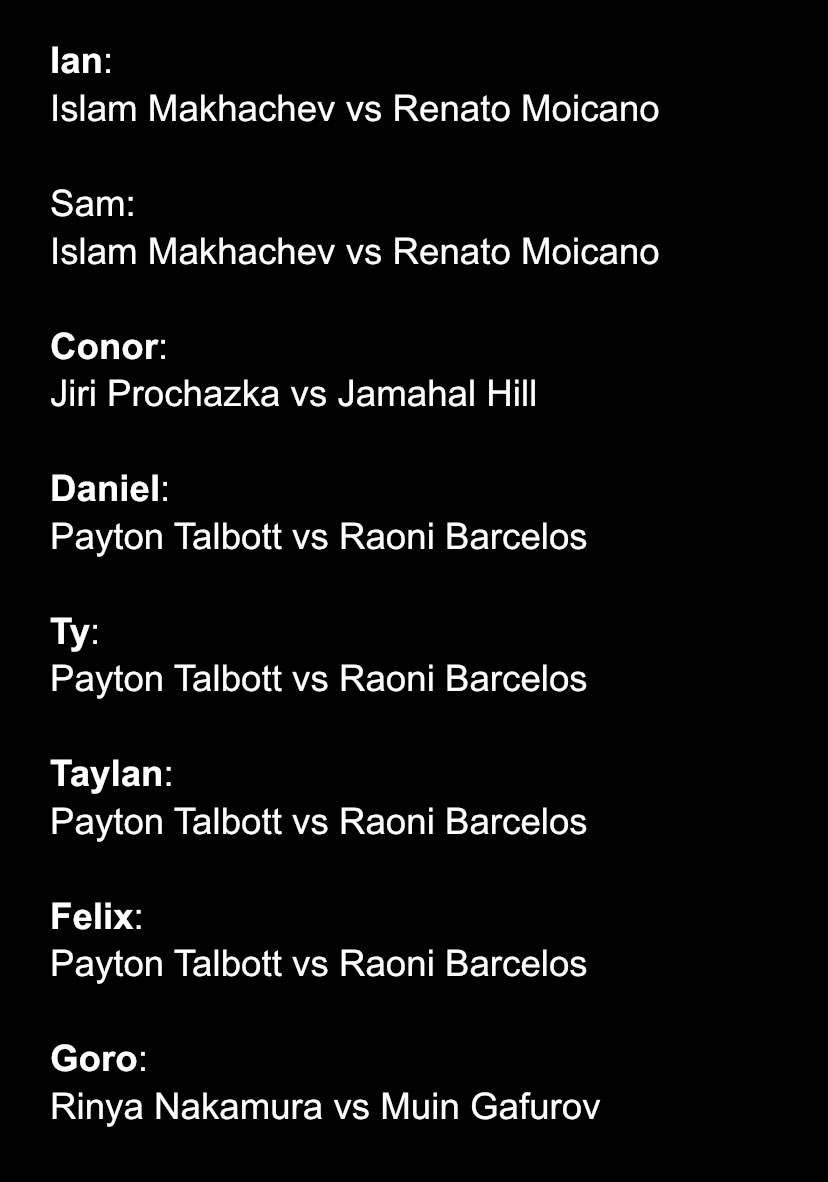 Ian:
Islam Makhachev vs Renato Moicano
Sam:
Islam Makhachev vs Renato Moicano
Conor:
Jiri Prochazka vs Jamahal Hill
Daniel:
Payton Talbott vs Raoni Barcelos
Ty:
Payton Talbott vs Raoni Barcelos
Taylan:
Payton Talbott vs Raoni Barcelos
Felix:
Payton Talbott vs Raoni Barcelos
Goro:
Rinya Nakamura vs Muin Gafurov